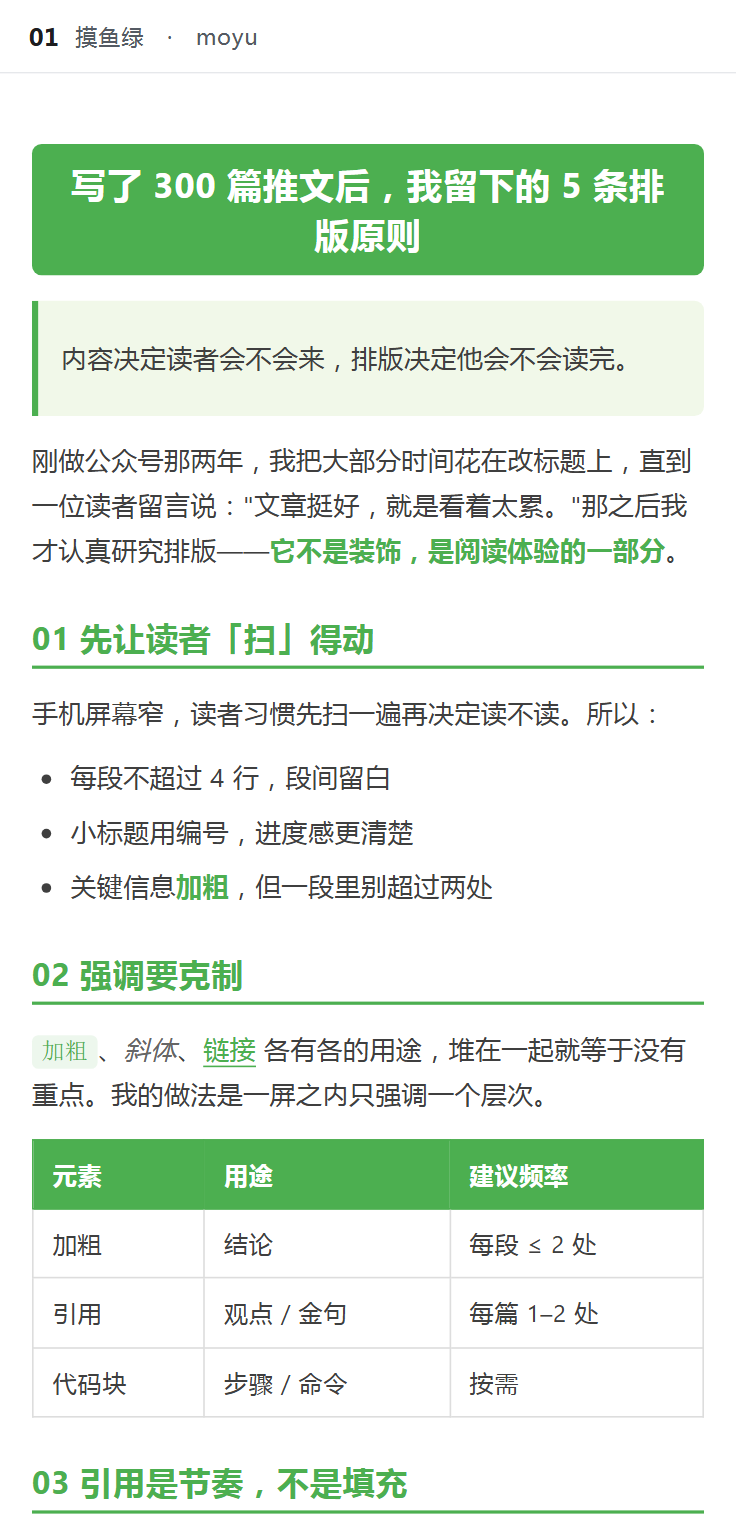 01 摸鱼绿 · moyu
写了 300 篇推文后，我留下的 5 条排
版原则
内容决定读者会不会来，排版决定他会不会读完。
刚做公众号那两年，我把大部分时间花在改标题上，直到
一位读者留言说："文章挺好，就是看着太累。"那之后我
才认真研究排版——它不是装饰，是阅读体验的一部分。
01 先让读者「扫」得动
手机屏幕窄，读者习惯先扫一遍再决定读不读。所以：
• 每段不超过 4 行，段间留白
• 小标题用编号，进度感更清楚
• 关键信息加粗，但一段里别超过两处
02 强调要克制
加粗、斜体、链接 各有各的用途，堆在一起就等于没有
重点。我的做法是一屏之内只强调一个层次。
元素 用途 建议频率
加粗 结论 每段 ≤ 2 处
引用 观点 / 金句 每篇 1–2 处
代码块 步骤 / 命令 按需
03 引用是节奏，不是填充